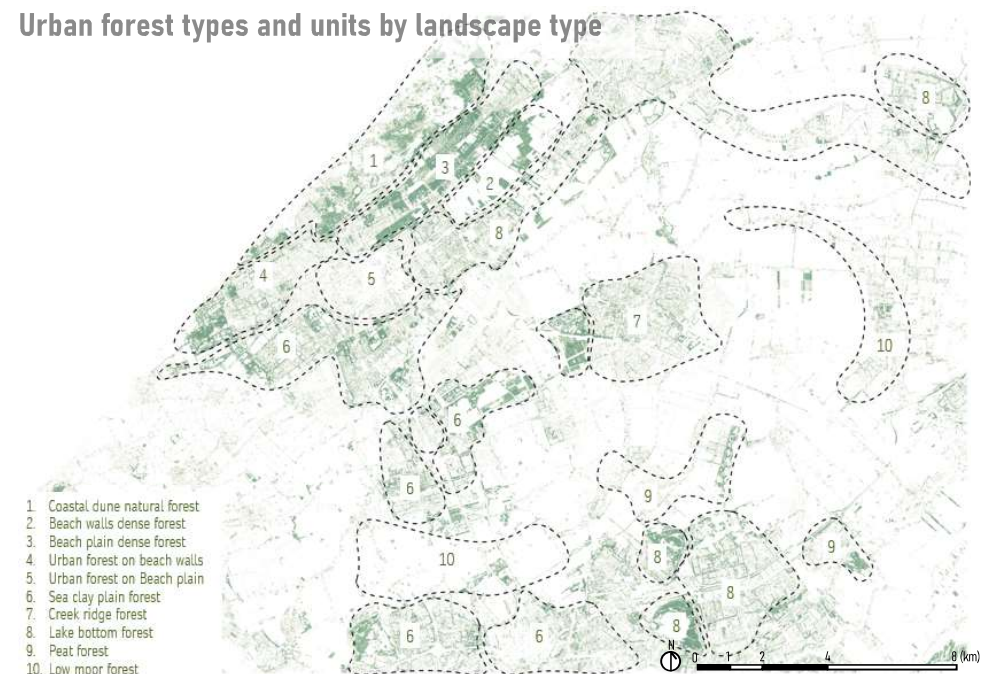 Urban forest types and units by landscape type
8
1
3
2
8
4
5
7
6
10
6
6
9
10
8
9
8
6
6
8
N
0 1 2 4 8 (km)
1. Coastal dune natural forest
2. Beach walls dense forest
3. Beach plain dense forest
4. Urban forest on beach walls
5. Urban forest on Beach plain
6. Sea clay plain forest
7. Creek ridge forest
8. Lake bottom forest
9. Peat forest
10. Low moor forest